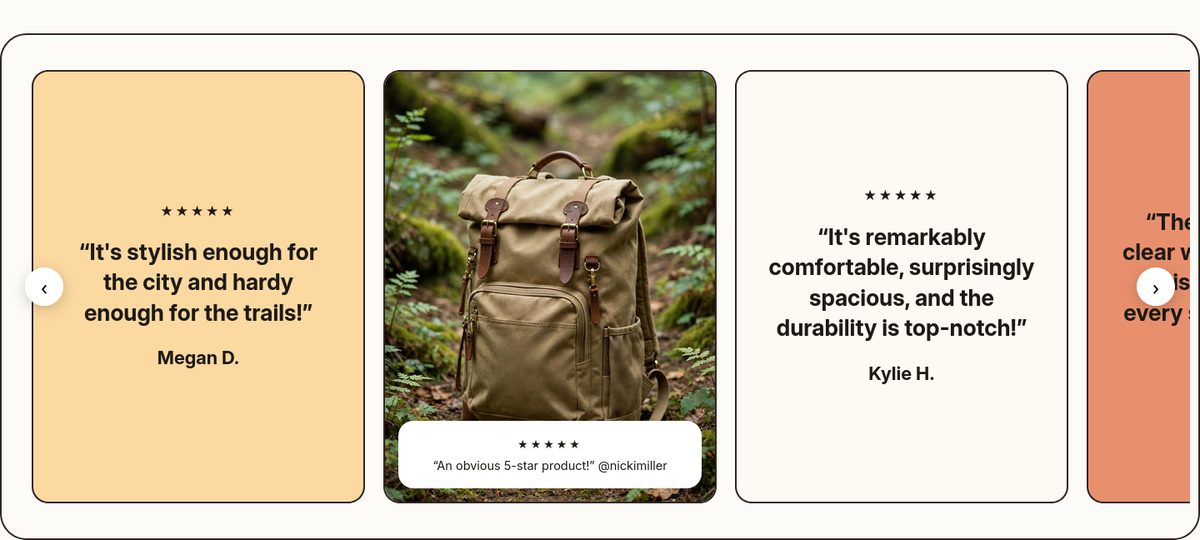 ★★★★★
“It's stylish enough for
the city and hardy
enough for the trails!”
Megan D.
★★★★★
“An obvious 5-star product!” @nickimiller
★★★★★
“It's remarkably
comfortable, surprisingly
spacious, and the
durability is top-notch!”
Kylie H.
“The
clear
every